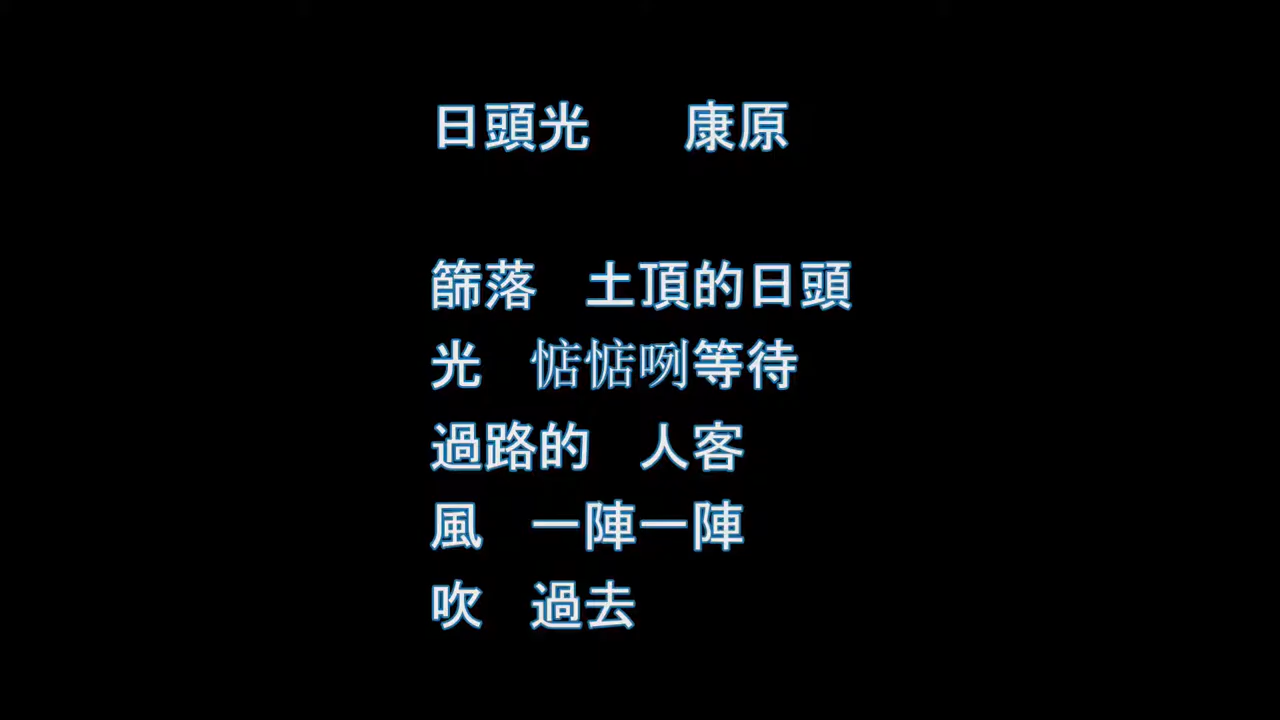 日頭光　康原
篩落　土頂的日頭
光　惦惦咧等待
過路的　人客
風　一陣一陣
吹　過去